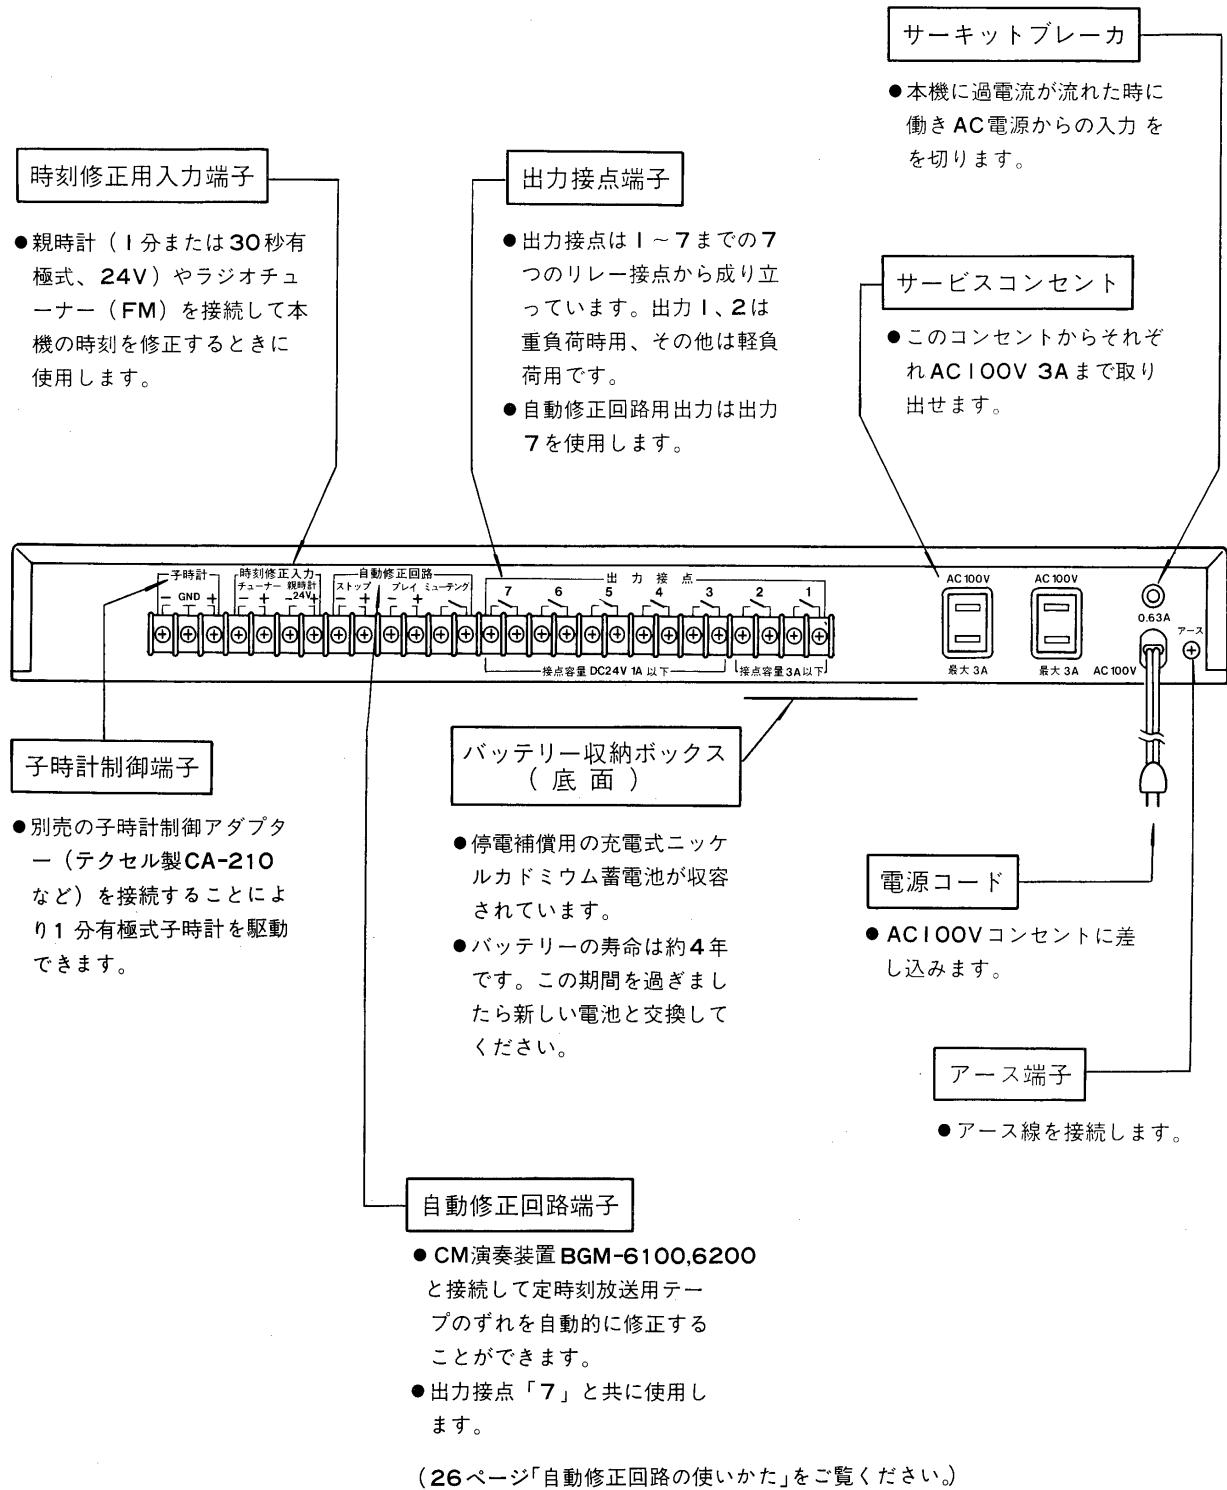 サーキットブレーカ
●本機に過電流が流れた時に
働きAC電源からの入力 を
を切ります。
時刻修正用入力端子
●親時計（1分または30秒有
極式、24V）やラジオチュ
ーナー（FM）を接続して本
機の時刻を修正するときに
使用します。
出力接点端子
●出力接点は1～7までの7
つのリレー接点から成り立
っています。出力1、2は
重負荷時用、その他は軽負
荷用です。
●自動修正回路用出力は出力
7を使用します。
サービスコンセント
●このコンセントからそれぞ
れAC100V 3Aまで取り
出せます。
子時計
− GND +
時刻修正入力
チューナー 親時計
− + −24V+
自動修正回路
ストップ プレイ ミューテング
− + − +
出力接点
7 6 5 4 3 2 1
接点容量 DC24V 1A 以下
接点容量 3A以下
AC100V
最大 3A
AC100V
最大 3A
0.63A
アース
AC100V
子時計制御端子
●別売の子時計制御アダプタ
ー（テクセル製CA-210
など）を接続することによ
り1 分有極式子時計を駆動
できます。
バッテリー収納ボックス
（底面）
●停電補償用の充電式ニッケ
ルカドミウム蓄電池が収容
されています。
●バッテリーの寿命は約4年
です。この期間を過ぎまし
たら新しい電池と交換して
ください。
電源コード
●AC100Vコンセントに差
し込みます。
アース端子
●アース線を接続します。
自動修正回路端子
●CM演奏装置BGM-6100,6200
と接続して定時刻放送用テー
プのずれを自動的に修正する
ことができます。
●出力接点「7」と共に使用し
ます。
（26ページ「自動修正回路の使いかた」をご覧ください。）